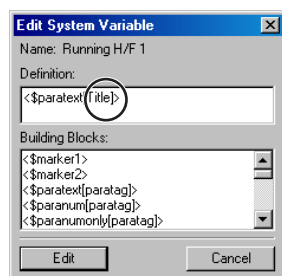 Edit System Variable
Name: Running H/F 1
Definition:
<$paratext[Title]>
Building Blocks:
<$marker1>
<$marker2>
<$paratext[paratag]>
<$paranum[paratag]>
<$paranumonly[paratag]>
Edit Cancel